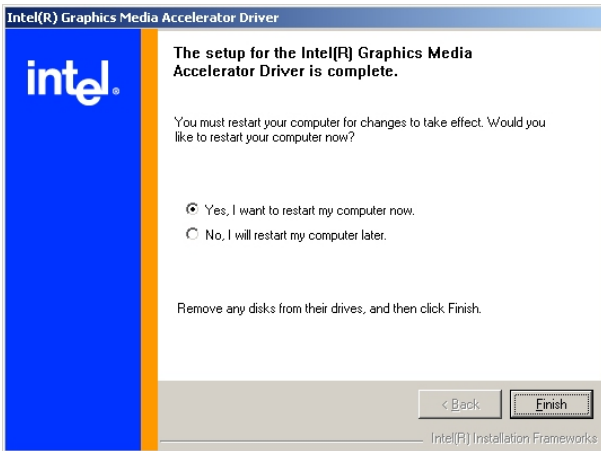 Intel(R) Graphics Media Accelerator Driver
intel.
The setup for the Intel(R) Graphics Media
Accelerator Driver is complete.
You must restart your computer for changes to take effect. Would you
like to restart your computer now?
Yes, I want to restart my computer now.
No, I will restart my computer later.
Remove any disks from their drives, and then click Finish.
< Back
Finish
Intel(R) Installation Frameworks